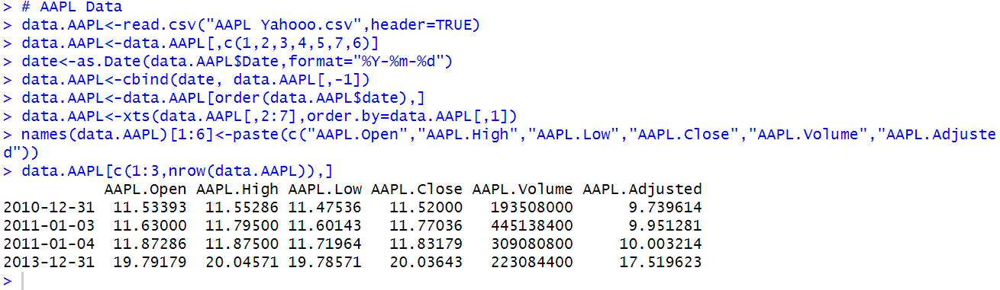 > # AAPL Data
> data.AAPL<-read.csv("AAPL Yahooo.csv",header=TRUE)
> data.AAPL<-data.AAPL[,c(1,2,3,4,5,7,6)]
> date<-as.Date(data.AAPL$Date,format="%Y-%m-%d")
> data.AAPL<-cbind(date, data.AAPL[,-1])
> data.AAPL<-data.AAPL[order(data.AAPL$date),]
> data.AAPL<-xts(data.AAPL[,2:7],order.by=data.AAPL[,1])
> names(data.AAPL)[1:6]<-paste(c("AAPL.Open","AAPL.High","AAPL.Low","AAPL.Close","AAPL.Volume","AAPL.Adjuste
d"))
> data.AAPL[c(1:3,nrow(data.AAPL)),]
           AAPL.Open AAPL.High AAPL.Low AAPL.Close AAPL.Volume AAPL.Adjusted
2010-12-31  11.53393  11.55286 11.47536   11.52000   193508000      9.739614
2011-01-03  11.63000  11.79500 11.60143   11.77036   445138400      9.951281
2011-01-04  11.87286  11.87500 11.71964   11.83179   309080800     10.003214
2013-12-31  19.79179  20.04571 19.78571   20.03643   223084400     17.519623
>